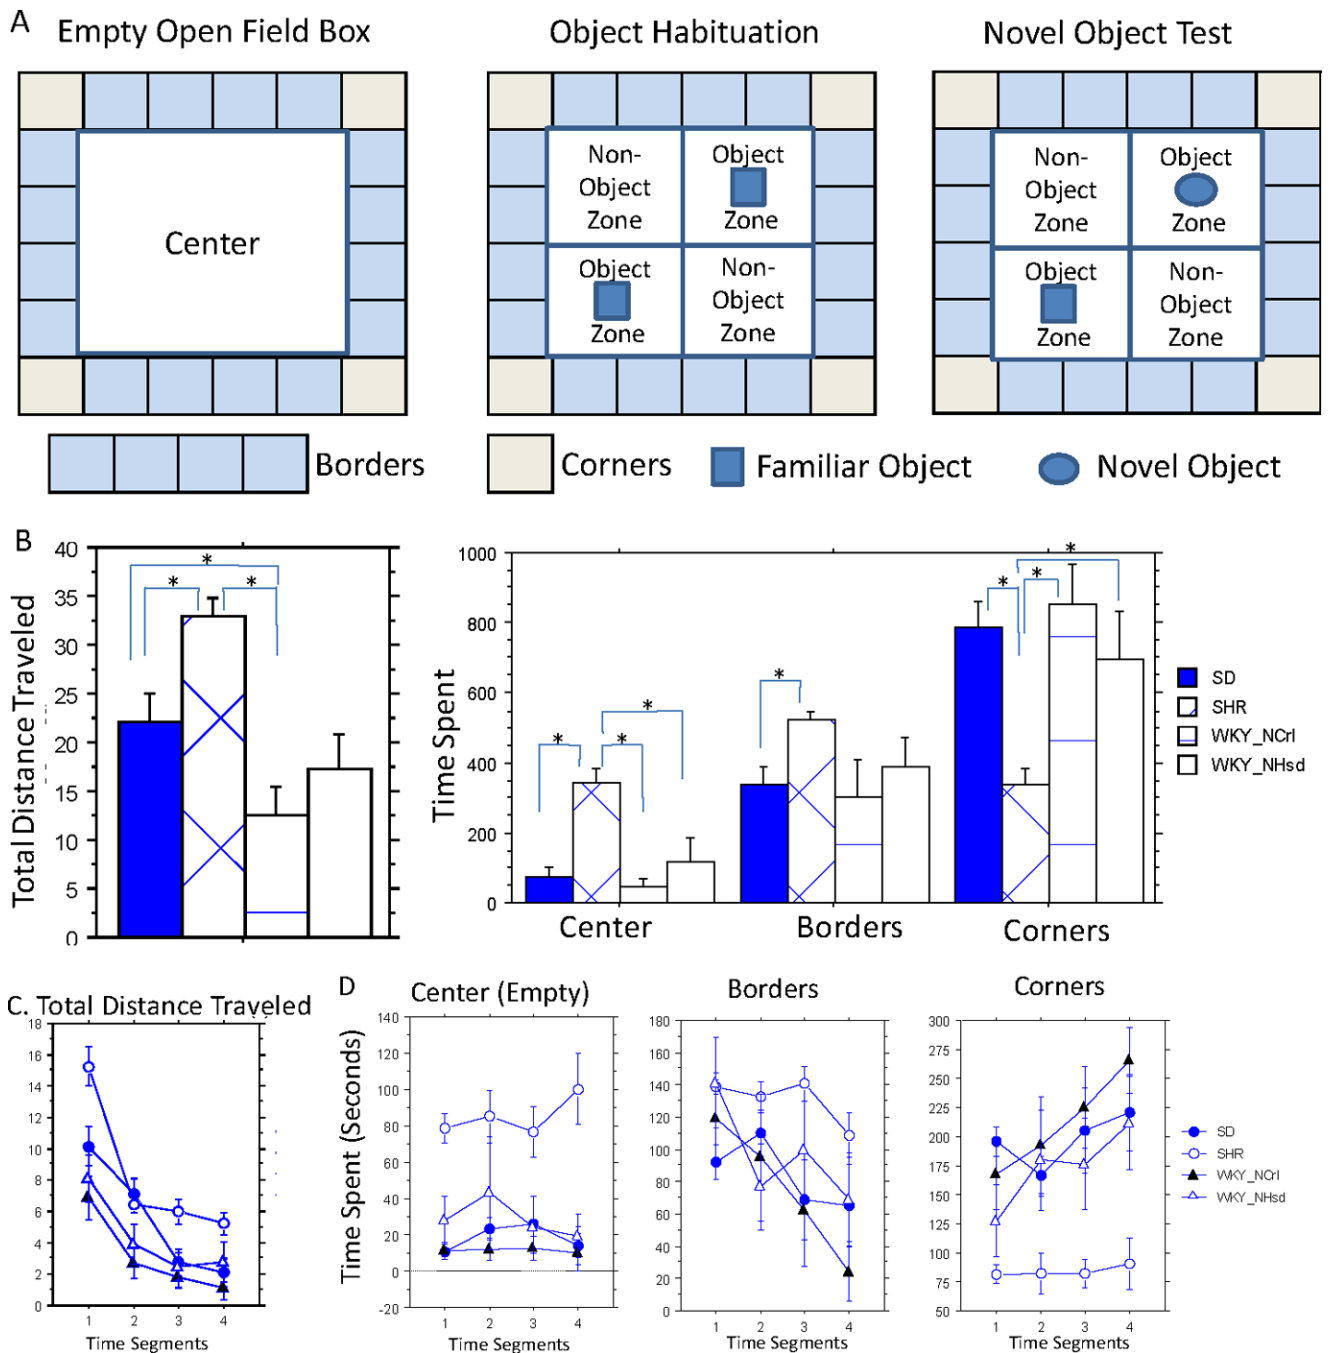 A
Empty Open Field Box
Object Habituation
Novel Object Test
Center
Non-
Object
Zone
Object
Zone
Object
Zone
Non-
Object
Zone
Non-
Object
Zone
Object
Zone
Object
Zone
Non-
Object
Zone
Borders
Corners
Familiar Object
Novel Object
B
Total Distance Traveled
40
35
30
25
20
15
10
5
0
* * *
Time Spent
1000
800
600
400
200
0
* * * * * * *
Center
Borders
Corners
SD
SHR
WKY_NCrl
WKY_NHsd
C. Total Distance Traveled
18
16
14
12
10
8
6
4
2
0
1 2 3 4
Time Segments
D
Time Spent (Seconds)
Center (Empty)
140
120
100
80
60
40
20
0
-20
1 2 3 4
Time Segments
Borders
180
160
140
120
100
80
60
40
20
0
1 2 3 4
Time Segments
Corners
300
275
250
225
200
175
150
125
100
75
50
1 2 3 4
Time Segments
SD
SHR
WKY_NCrl
WKY_NHsd